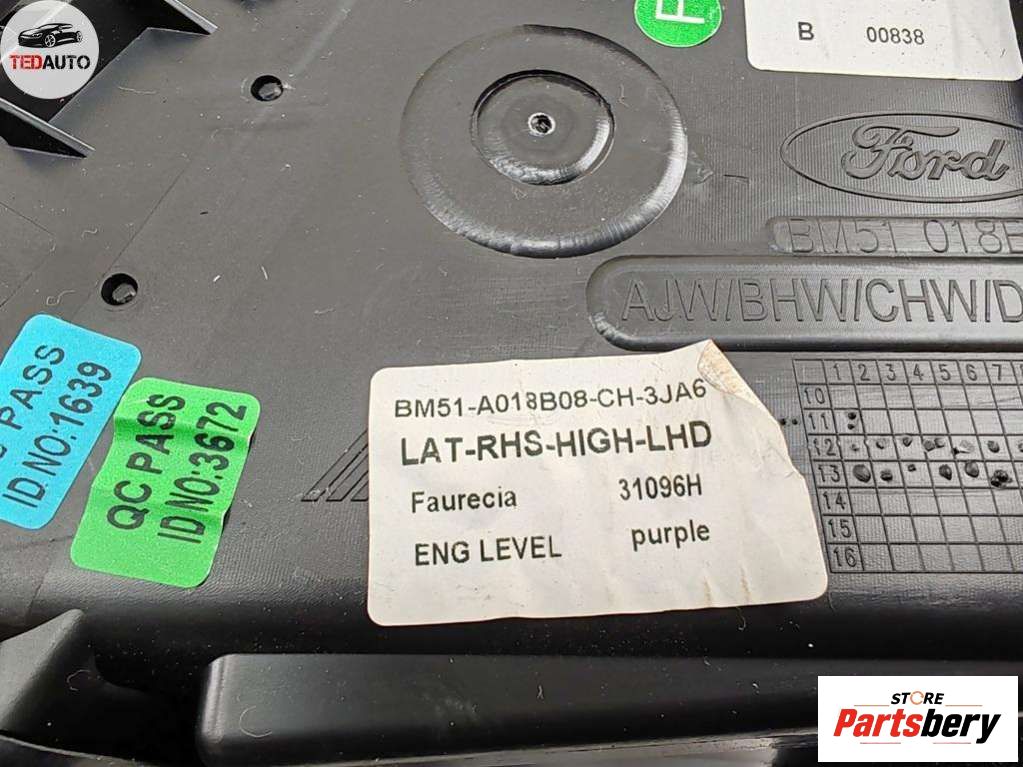 TEDAUTO
B 00838
Ford
BM51 018B
AJW/BHW/CHW/D
PASS
ID.NO:1639
QC PASS
ID NO:3672
BM51-A018B08-CH-3JA6
LAT-RHS-HIGH-LHD
Faurecia 31096H
ENG LEVEL purple
1 2 3 4 5 6 7
10
11
12
13
14
15
16
STORE
Partsbery